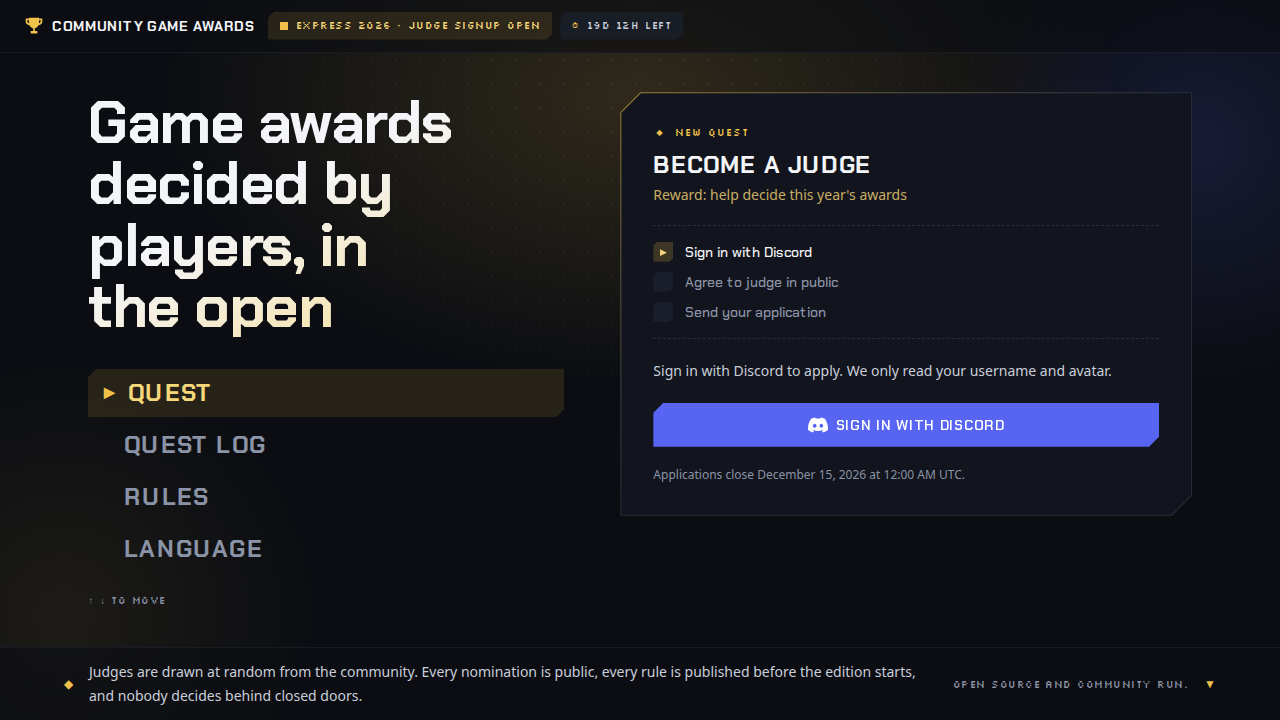 COMMUNITY GAME AWARDS
EXPRESS 2026 · JUDGE SIGNUP OPEN
19D 12H LEFT
Game awards
decided by
players, in
the open
▶ QUEST
QUEST LOG
RULES
LANGUAGE
↑ ↓ TO MOVE
◆ NEW QUEST
BECOME A JUDGE
Reward: help decide this year's awards
▶ Sign in with Discord
Agree to judge in public
Send your application
Sign in with Discord to apply. We only read your username and avatar.
SIGN IN WITH DISCORD
Applications close December 15, 2026 at 12:00 AM UTC.
◆ Judges are drawn at random from the community. Every nomination is public, every rule is published before the edition starts,
and nobody decides behind closed doors.
OPEN SOURCE AND COMMUNITY RUN. ▼